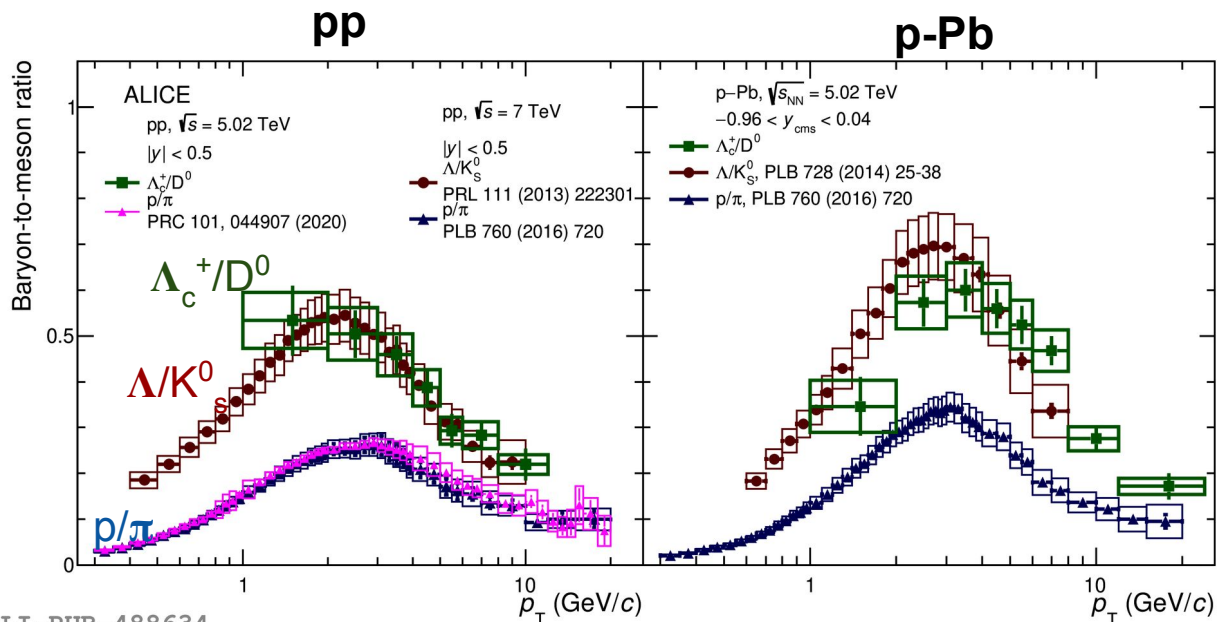 pp
p-Pb
Baryon-to-meson ratio
1
0.5
0
ALICE
pp, √s = 5.02 TeV
|y| < 0.5
Λc+/D0
p/π
PRC 101, 044907 (2020)
pp, √s = 7 TeV
|y| < 0.5
Λ/K0S
PRL 111 (2013) 222301
p/π
PLB 760 (2016) 720
Λc+/D0
Λ/K0s
p/π
1
10
pT (GeV/c)
p−Pb, √sNN = 5.02 TeV
−0.96 < ycms < 0.04
Λc+/D0
Λ/K0S, PLB 728 (2014) 25-38
p/π, PLB 760 (2016) 720
1
10
pT (GeV/c)